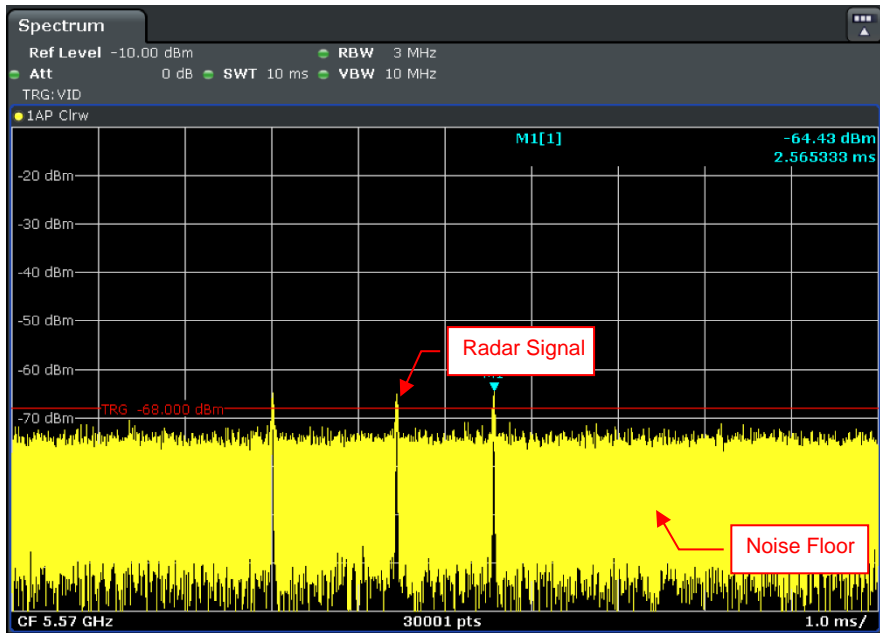 Spectrum
Ref Level -10.00 dBm RBW 3 MHz
Att 0 dB SWT 10 ms VBW 10 MHz
TRG:VID
1AP Clrw
M1[1] -64.43 dBm
2.565333 ms
-20 dBm
-30 dBm
-40 dBm
-50 dBm
Radar Signal
-60 dBm
TRG -68.000 dBm
-70 dBm
Noise Floor
CF 5.57 GHz 30001 pts 1.0 ms/